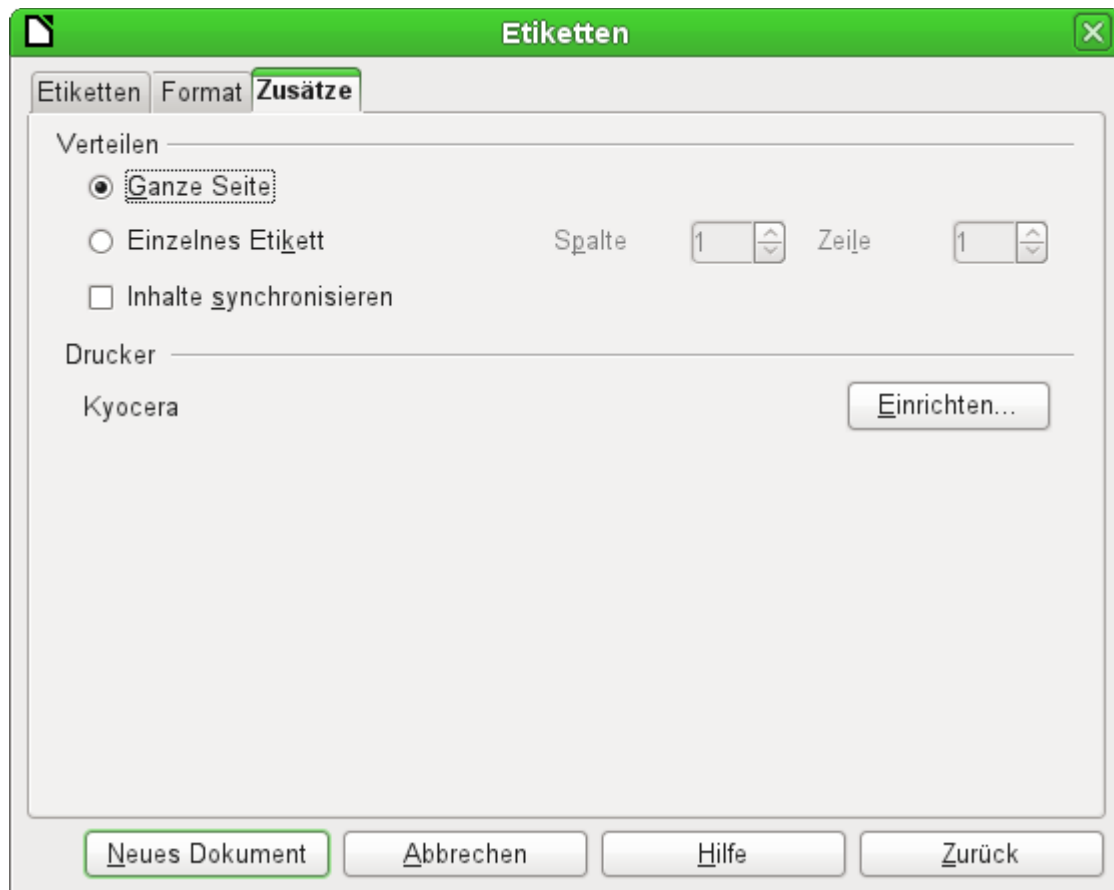 Etiketten
Etiketten Format Zusätze
Verteilen
Ganze Seite
Einzelnes Etikett Spalte 1 Zeile 1
Inhalte synchronisieren
Drucker
Kyocera Einrichten...
Neues Dokument Abbrechen Hilfe Zurück